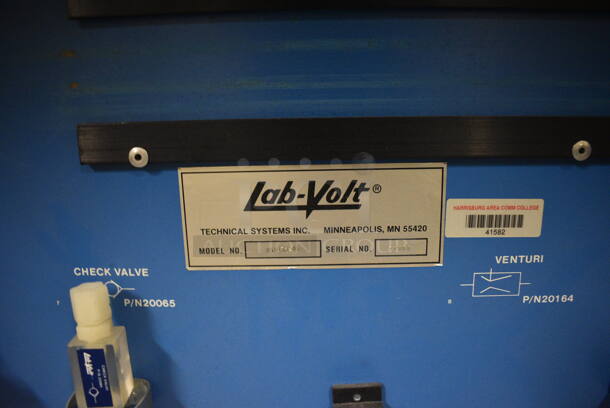 Lab-Volt®
TECHNICAL SYSTEMS INC. MINNEAPOLIS, MN 55420
MODEL NO. SERIAL NO.
HARRISBURG AREA COMM COLLEGE
41582
CHECK VALVE
P/N20065
VENTURI
P/N20164